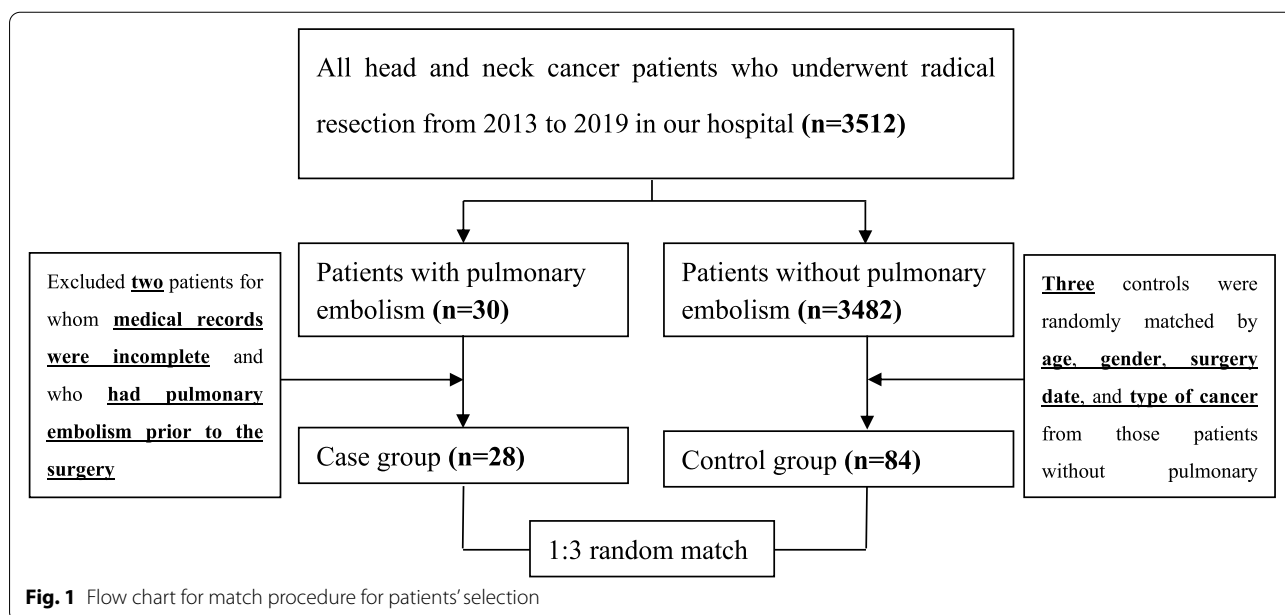 All head and neck cancer patients who underwent radical
resection from 2013 to 2019 in our hospital (n=3512)
Patients with pulmonary
embolism (n=30)
Patients without pulmonary
embolism (n=3482)
Excluded two patients for
whom medical records
were incomplete and
who had pulmonary
embolism prior to the
surgery
Three controls were
randomly matched by
age, gender, surgery
date, and type of cancer
from those patients
without pulmonary
Case group (n=28)
Control group (n=84)
1:3 random match
Fig. 1 Flow chart for match procedure for patients' selection